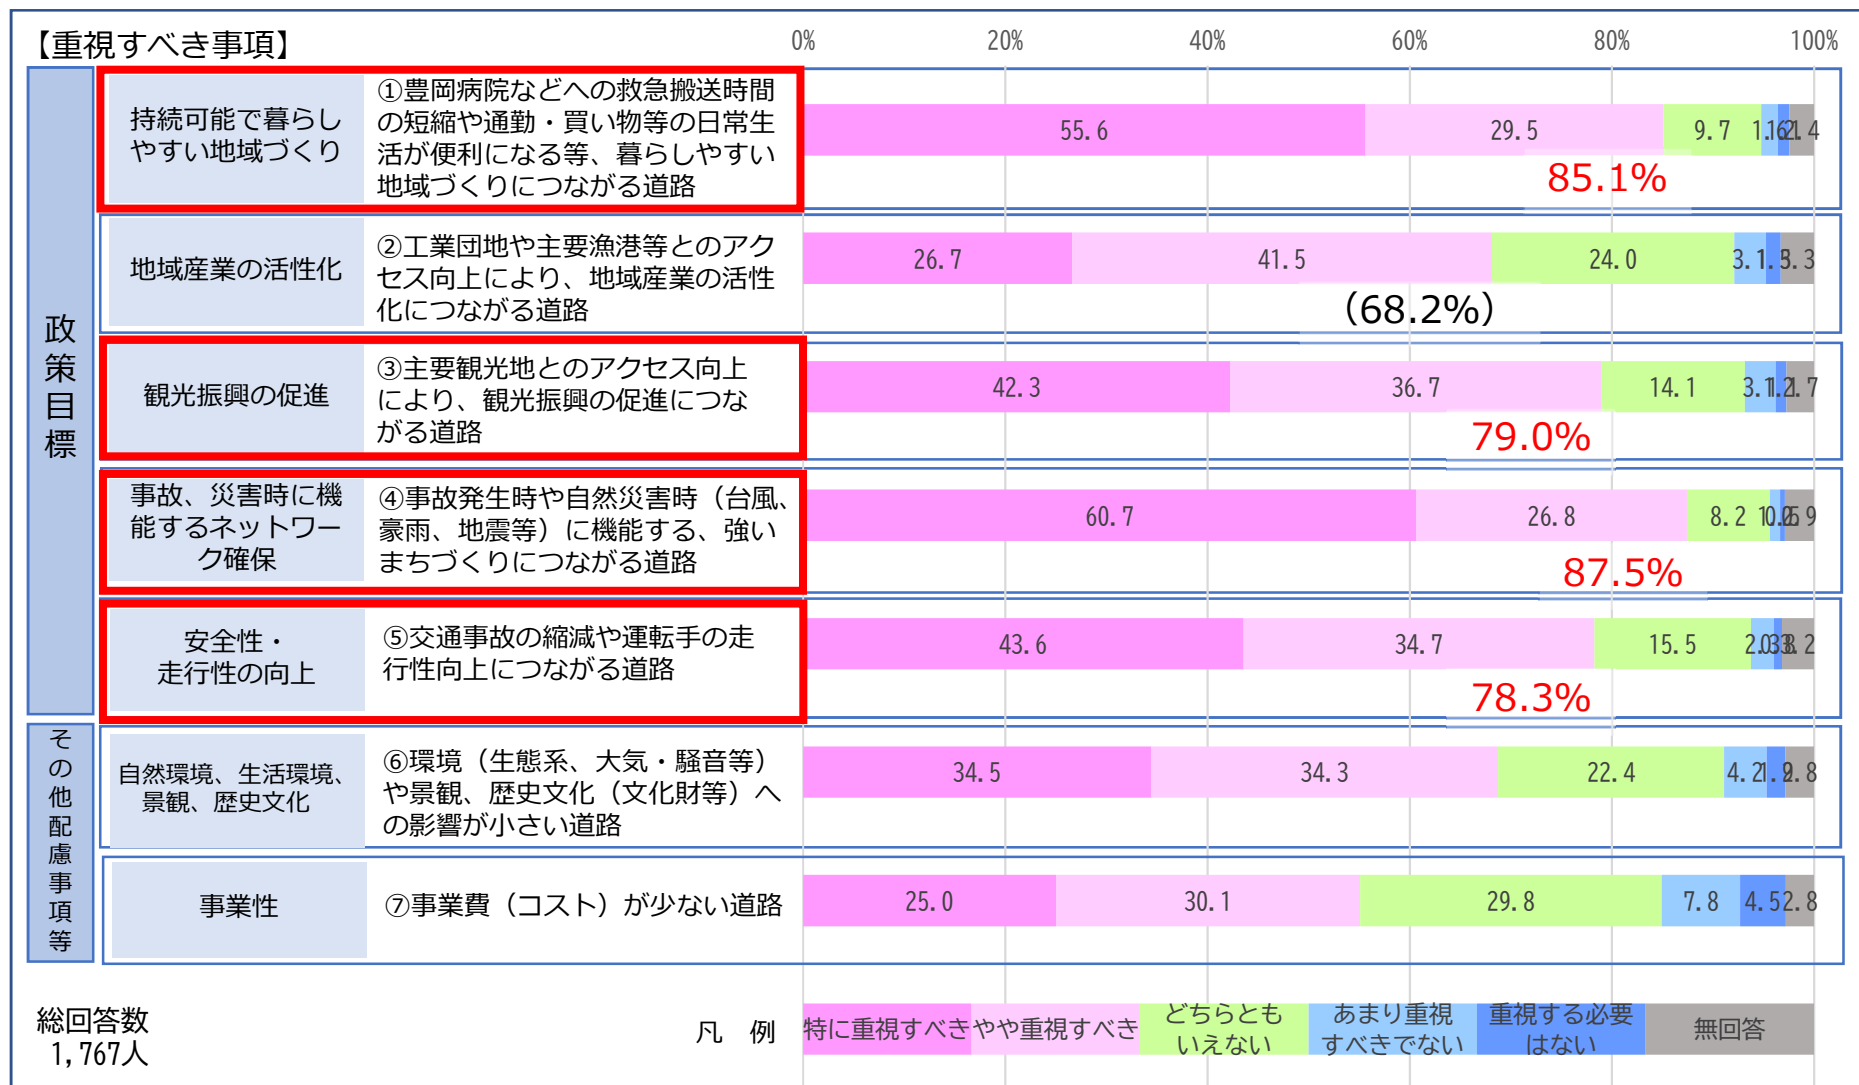 【重視すべき事項】
0% 20% 40% 60% 80% 100%
政策目標
持続可能で暮らし
やすい地域づくり
①豊岡病院などへの救急搬送時間
の短縮や通勤・買い物等の日常生
活が便利になる等、暮らしやすい
地域づくりにつながる道路
55.6 29.5 9.7
85.1%
地域産業の活性化
②工業団地や主要漁港等とのアク
セス向上により、地域産業の活性
化につながる道路
26.7 41.5 24.0 3.1
（68.2%）
観光振興の促進
③主要観光地とのアクセス向上
により、観光振興の促進につな
がる道路
42.3 36.7 14.1 3.1
79.0%
事故、災害時に機
能するネットワー
ク確保
④事故発生時や自然災害時（台風、
豪雨、地震等）に機能する、強い
まちづくりにつながる道路
60.7 26.8 8.2
87.5%
安全性・
走行性の向上
⑤交通事故の縮減や運転手の走
行性向上につながる道路
43.6 34.7 15.5
78.3%
その他配慮事項等
自然環境、生活環境、
景観、歴史文化
⑥環境（生態系、大気・騒音等）
や景観、歴史文化（文化財等）へ
の影響が小さい道路
34.5 34.3 22.4 4.2 1.9 2.8
事業性
⑦事業費（コスト）が少ない道路
25.0 30.1 29.8 7.8 4.5 2.8
総回答数
1,767人
凡　例
特に重視すべき
やや重視すべき
どちらとも
いえない
あまり重視
すべきでない
重視する必要
はない
無回答